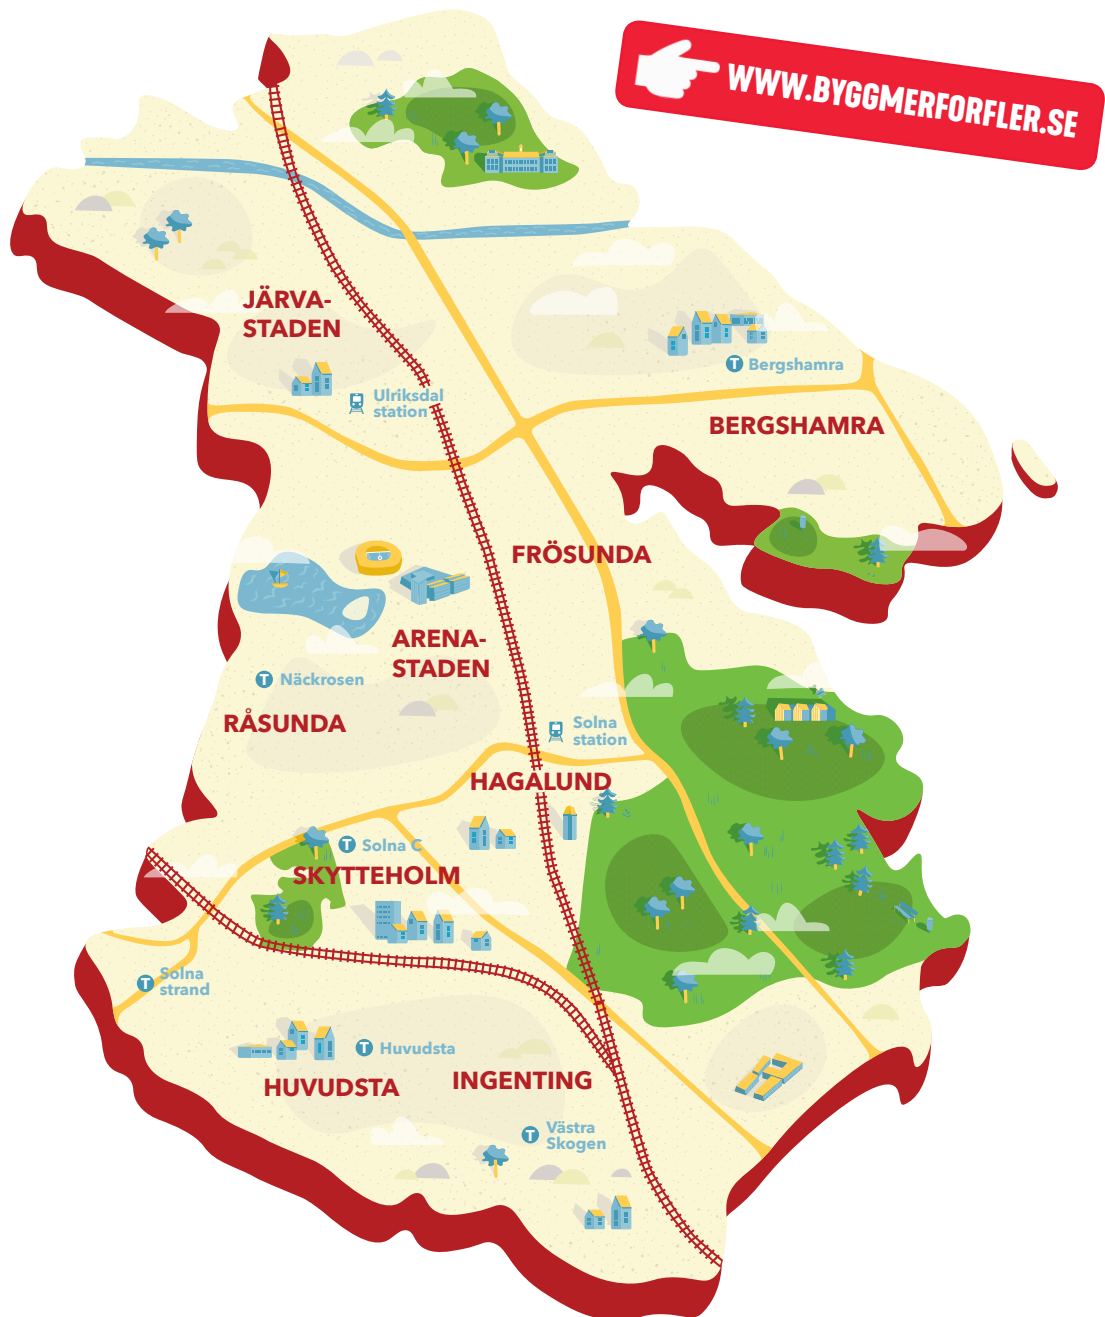 WWW.BYGGMERFORFLER.SE
JÄRVA-
STADEN
T Bergshamra
Ulriksdal
station
BERGSHAMRA
FRÖSUNDA
ARENA-
STADEN
T Näckrosen
RÅSUNDA
Solna
station
HAGALUND
T Solna C
SKYTTEHOLM
T Solna
strand
T Huvudsta
HUVUDSTA
INGENTING
T Västra
Skogen